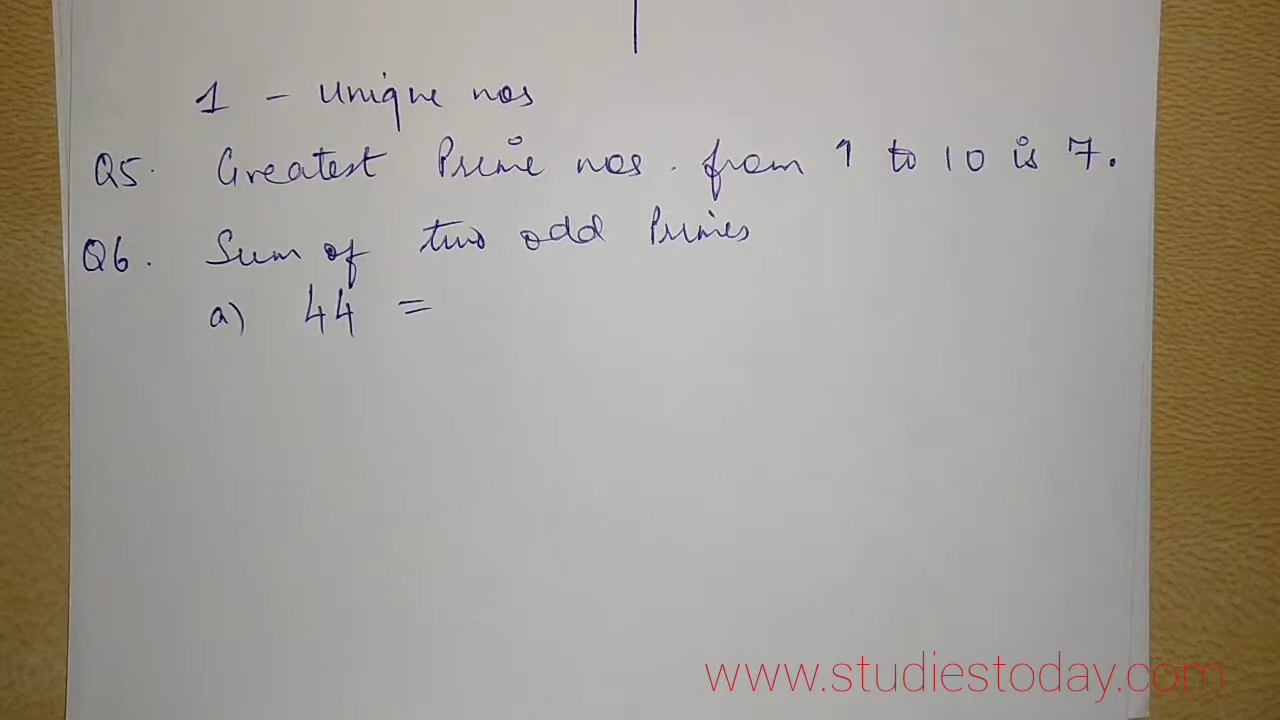 1 - Unique nos
Q5. Greatest Prime nos. from 1 to 10 is 7.
Q6. Sum of two odd Primes
a) 44 =
www.studiestoday.com